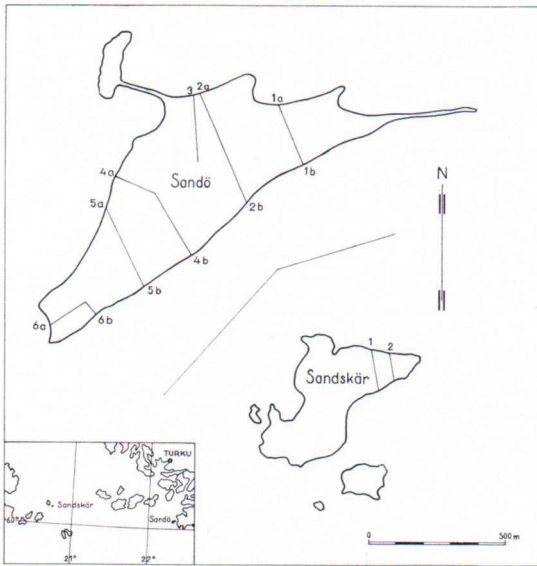 3 2a
1a
1b
4a
Sandö
N
5a
2b
4b
5b
6a
6b
1 2
Sandskär
TURKU
Sandskär
60°
Sandö
21° 22°
0 500 m